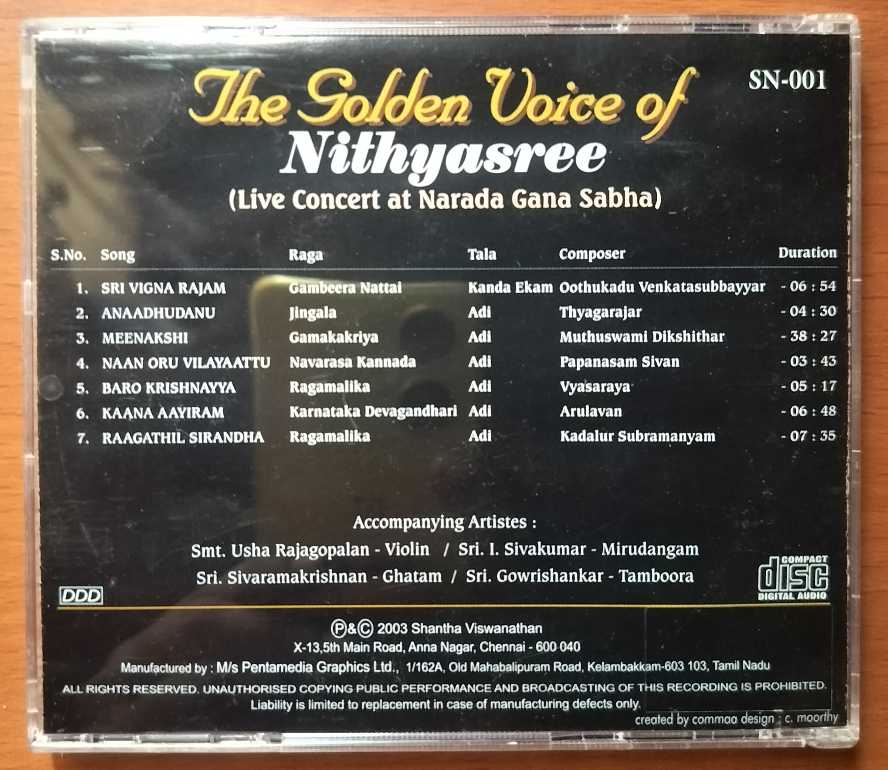 The Golden Voice of
SN-001
Nithyasree
(Live Concert at Narada Gana Sabha)
S.No. Song Raga Tala Composer Duration
1. SRI VIGNA RAJAM Gambeera Nattai Kanda Ekam Oothukadu Venkatasubbayyar - 06 : 54
2. ANAADHUDANU Jingala Adi Thyagarajar - 04 : 30
3. MEENAKSHI Gamakakriya Adi Muthuswami Dikshithar - 38 : 27
4. NAAN ORU VILAYAATTU Navarasa Kannada Adi Papanasam Sivan - 03 : 43
5. BARO KRISHNAYYA Ragamalika Adi Vyasaraya - 05 : 17
6. KAANA AAYIRAM Karnataka Devagandhari Adi Arulavan - 06 : 48
7. RAAGATHIL SIRANDHA Ragamalika Adi Kadalur Subramanyam - 07 : 35
Accompanying Artistes :
Smt. Usha Rajagopalan - Violin / Sri. I. Sivakumar - Mirudangam
Sri. Sivaramakrishnan - Ghatam / Sri. Gowrishankar - Tamboora
COMPACT
disc
DIGITAL AUDIO
DDD
Ⓟ&© 2003 Shantha Viswanathan
X-13,5th Main Road, Anna Nagar, Chennai - 600 040
Manufactured by : M/s Pentamedia Graphics Ltd., 1/162A, Old Mahabalipuram Road, Kelambakkam-603 103, Tamil Nadu
ALL RIGHTS RESERVED. UNAUTHORISED COPYING PUBLIC PERFORMANCE AND BROADCASTING OF THIS RECORDING IS PROHIBITED.
Liability is limited to replacement in case of manufacturing defects only.
created by commaa design : c. moorthy